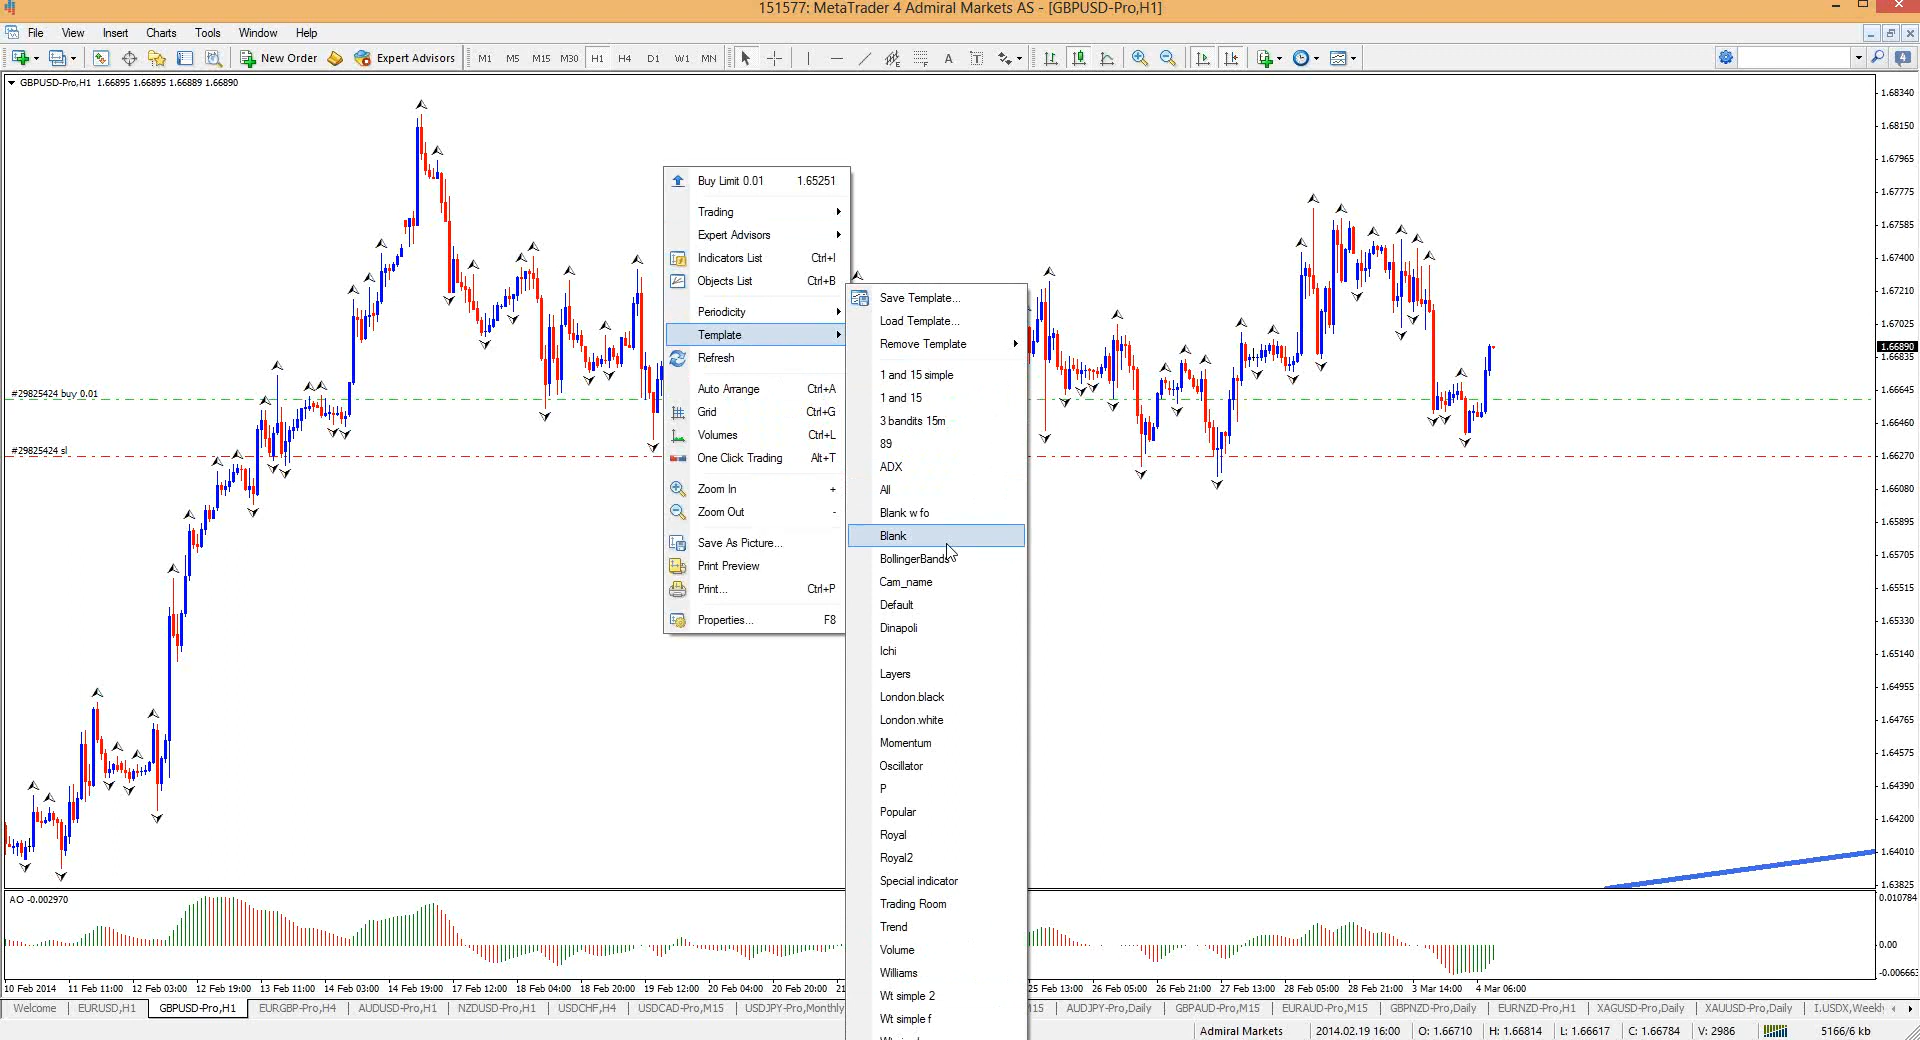 151577: MetaTrader 4 Admiral Markets AS - [GBPUSD-Pro,H1]
File View Insert Charts Tools Window Help
New Order Expert Advisors M1 M5 M15 M30 H1 H4 D1 W1 MN A T 4
GBPUSD-Pro,H1 1.66895 1.66895 1.66889 1.66890
#29825424 buy 0.01
#29825424 sl
Buy Limit 0.01 1.65251
Trading
Expert Advisors
Indicators List Ctrl+I
Objects List Ctrl+B
Periodicity
Template
Refresh
Auto Arrange Ctrl+A
Grid Ctrl+G
Volumes Ctrl+L
One Click Trading Alt+T
Zoom In +
Zoom Out -
Save As Picture...
Print Preview
Print... Ctrl+P
Properties... F8
Save Template...
Load Template...
Remove Template
1 and 15 simple
1 and 15
3 bandits 15m
89
ADX
All
Blank w fo
Blank
BollingerBands
Cam_name
Default
Dinapoli
Ichi
Layers
London.black
London.white
Momentum
Oscillator
P
Popular
Royal
Royal2
Special indicator
Trading Room
Trend
Volume
Williams
Wt simple 2
Wt simple f
1.68340
1.68150
1.67965
1.67775
1.67585
1.67400
1.67210
1.67025
1.66890
1.66835
1.66645
1.66460
1.66270
1.66080
1.65895
1.65705
1.65515
1.65330
1.65140
1.64955
1.64765
1.64575
1.64390
1.64200
1.64010
1.63825
AO -0.002970
0.010784
0.00
10 Feb 2014 11 Feb 11:00 12 Feb 03:00 12 Feb 19:00 13 Feb 11:00 14 Feb 03:00 14 Feb 19:00 17 Feb 12:00 18 Feb 04:00 18 Feb 20:00 19 Feb 12:00 20 Feb 04:00 20 Feb 20:00 25 Feb 13:00 26 Feb 05:00 26 Feb 21:00 27 Feb 13:00 28 Feb 05:00 28 Feb 21:00 3 Mar 14:00 4 Mar 06:00
Welcome EURUSD,H1 GBPUSD-Pro,H1 EURGBP-Pro,H4 AUDUSD-Pro,H1 NZDUSD-Pro,H1 USDCHF,H4 USDCAD-Pro,M15 USDJPY-Pro,Monthly AUDJPY-Pro,Daily GBPAUD-Pro,M15 EURAUD-Pro,M15 GBPNZD-Pro,Daily EURNZD-Pro,H1 XAGUSD-Pro,Daily XAUUSD-Pro,Daily I.USDX,Weekly
Admiral Markets 2014.02.19 16:00 O: 1.66710 H: 1.66814 L: 1.66617 C: 1.66784 V: 2986 5166/6 kb